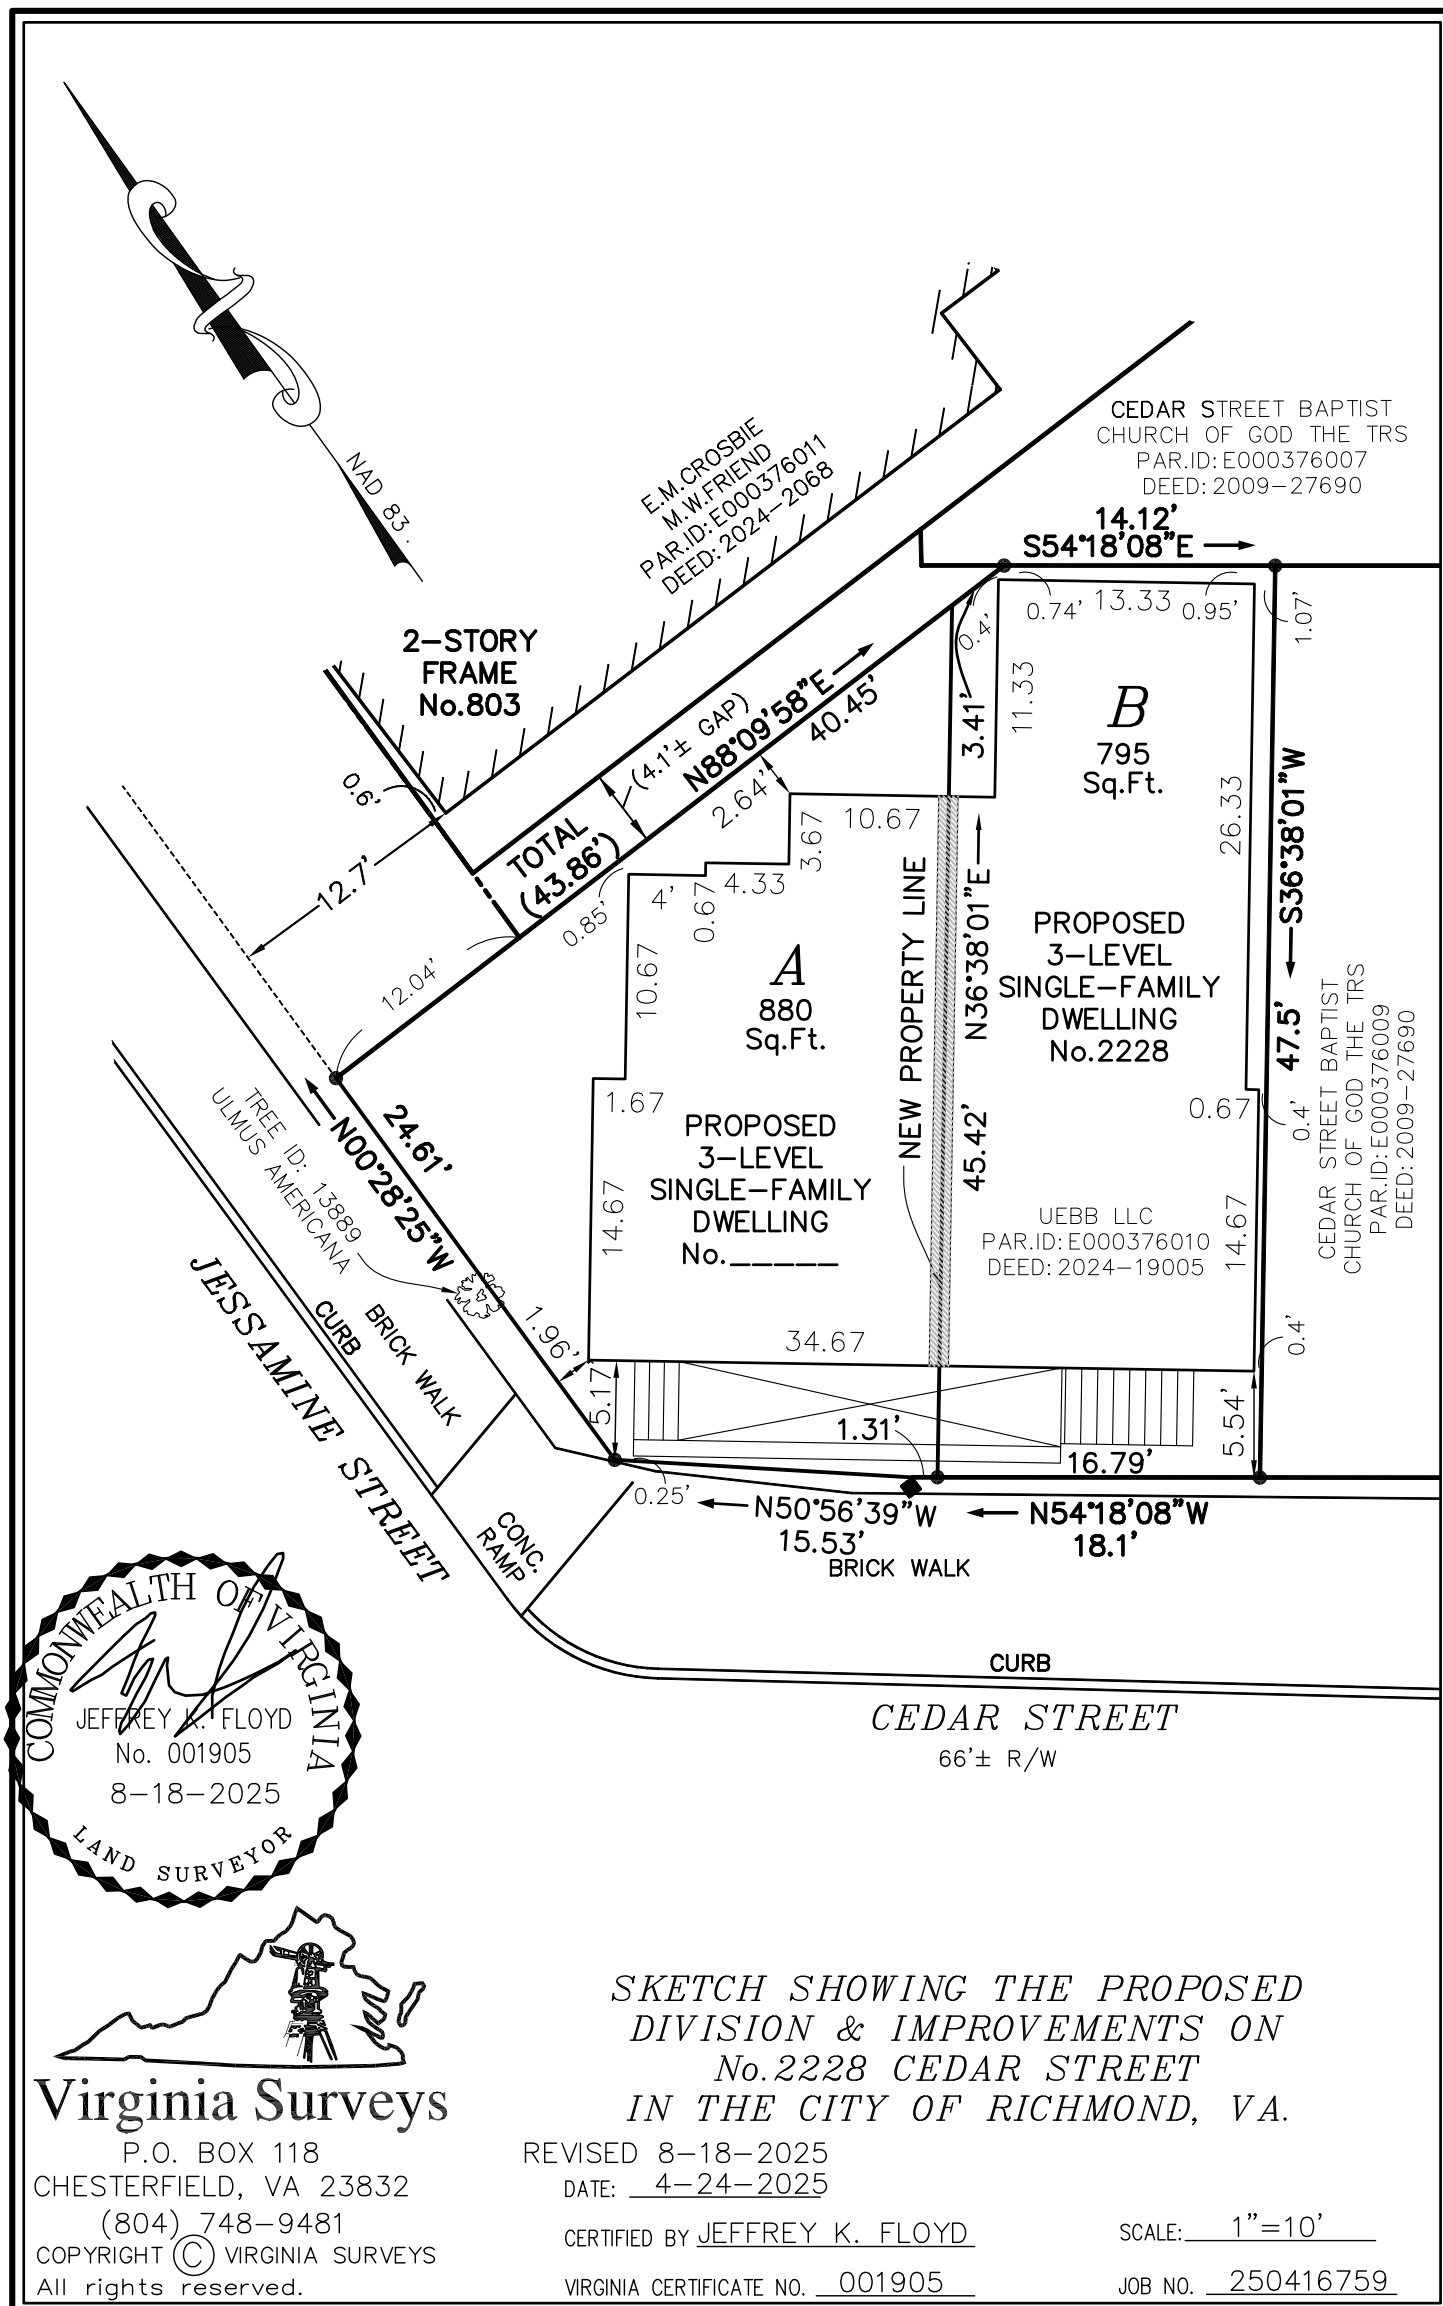 NAD 83.
E.M.CROSBIE
M.W.FRIEND
PAR.ID:E000376011
DEED:2024-2068
CEDAR STREET BAPTIST
CHURCH OF GOD THE TRS
PAR.ID:E000376007
DEED:2009-27690
14.12'
S54°18'08"E
2-STORY
FRAME
No.803
0.6'
12.7'
(4.1'± GAP)
N88°09'58"E
40.45'
TOTAL
(43.86')
2.64'
0.85'
12.04'
0.4'
3.41'
0.74'
13.33
0.95'
1.07'
11.33
B
795
Sq.Ft.
26.33
S36°38'01"W
47.5'
10.67
3.67
4.33
4'
0.67
10.67
A
880
Sq.Ft.
NEW PROPERTY LINE
N36°38'01"E
45.42'
PROPOSED
3-LEVEL
SINGLE-FAMILY
DWELLING
No.2228
0.67
0.4'
CEDAR STREET BAPTIST
CHURCH OF GOD THE TRS
PAR.ID:E000376009
DEED:2009-27690
1.67
PROPOSED
3-LEVEL
SINGLE-FAMILY
DWELLING
No._____
14.67
UEBB LLC
PAR.ID:E000376010
DEED:2024-19005
14.67
24.61'
N00°28'25"W
TREE ID: 13889
ULMUS AMERICANA
1.96'
34.67
0.4'
5.17
1.31'
16.79'
5.54'
0.25'
N50°56'39"W
15.53'
N54°18'08"W
18.1'
BRICK WALK
CURB
BRICK WALK
JESSAMINE STREET
CONC.
RAMP
CURB
CEDAR STREET
66'± R/W
COMMONWEALTH OF VIRGINIA
JEFFREY K. FLOYD
No. 001905
8-18-2025
LAND SURVEYOR
Virginia Surveys
P.O. BOX 118
CHESTERFIELD, VA 23832
(804) 748-9481
COPYRIGHT © VIRGINIA SURVEYS
All rights reserved.
SKETCH SHOWING THE PROPOSED
DIVISION & IMPROVEMENTS ON
No.2228 CEDAR STREET
IN THE CITY OF RICHMOND, VA.
REVISED 8-18-2025
DATE: 4-24-2025
CERTIFIED BY JEFFREY K. FLOYD
SCALE: 1"=10'
VIRGINIA CERTIFICATE NO. 001905
JOB NO. 250416759